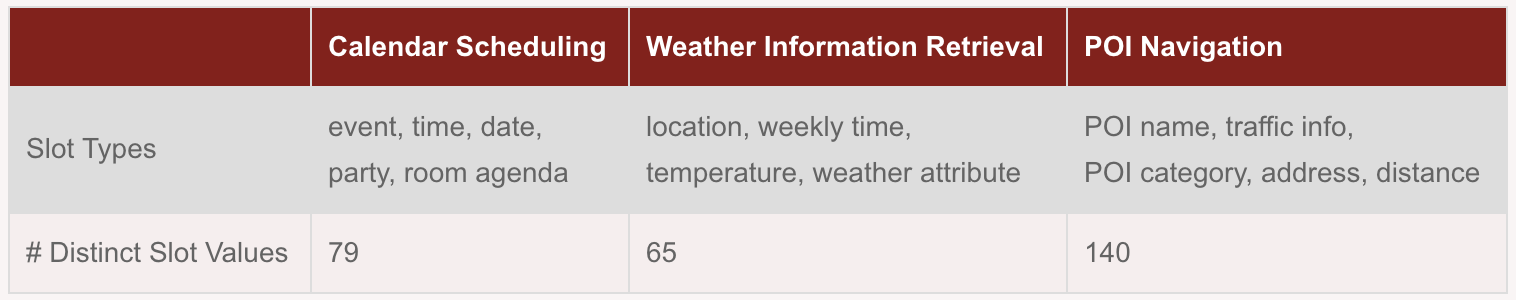 Calendar Scheduling
Weather Information Retrieval
POI Navigation
Slot Types
event, time, date,
party, room agenda
location, weekly time,
temperature, weather attribute
POI name, traffic info,
POI category, address, distance
# Distinct Slot Values
79
65
140